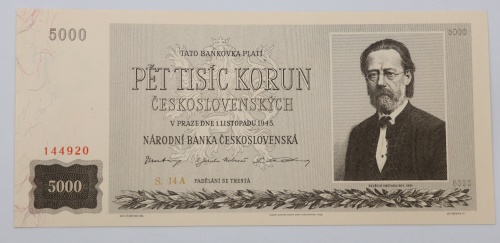 5000
5000
TATO BANKOVKA PLATÍ
PĚT TISÍC KORUN
ČESKOSLOVENSKÝCH
V PRAZE DNE 1. LISTOPADU 1945.
NÁRODNÍ BANKA ČESKOSLOVENSKÁ
144920
5000
S. 14 A
PADĚLÁNÍ SE TRESTÁ
5000